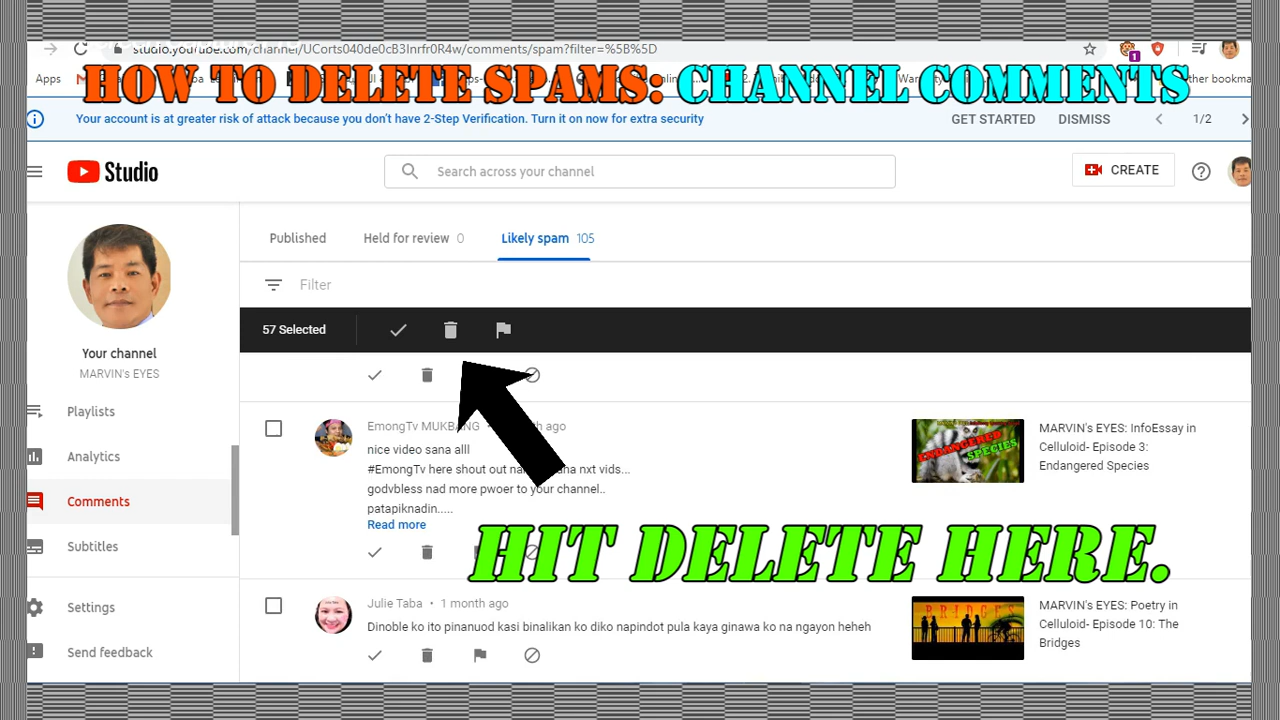 studio.youtube.com/channel/UCorts040de0cB3Inrfr0R4w/comments/spam?filter=%5B%5D
1
Apps
HOW TO DELETE SPAMS: CHANNEL COMMENTS
Your account is at greater risk of attack because you don't have 2-Step Verification. Turn it on now for extra security
GET STARTED
DISMISS
1/2
Studio
Search across your channel
CREATE
Published
Held for review 0
Likely spam 105
Filter
57 Selected
Your channel
MARVIN's EYES
Playlists
Analytics
Comments
Subtitles
Settings
Send feedback
EmongTv MUKBANG
ago
nice video sana alll
#EmongTv here shout out nxt vids...
godvbless nad more pwoer to your channel..
patapiknadin.....
Read more
ENDANGERED SPECIES
MARVIN's EYES: InfoEssay in
Celluloid- Episode 3:
Endangered Species
HIT DELETE HERE.
Julie Taba • 1 month ago
Dinoble ko ito pinanuod kasi binalikan ko diko napindot pula kaya ginawa ko na ngayon heheh
BRIDGES
MARVIN's EYES: Poetry in
Celluloid- Episode 10: The
Bridges